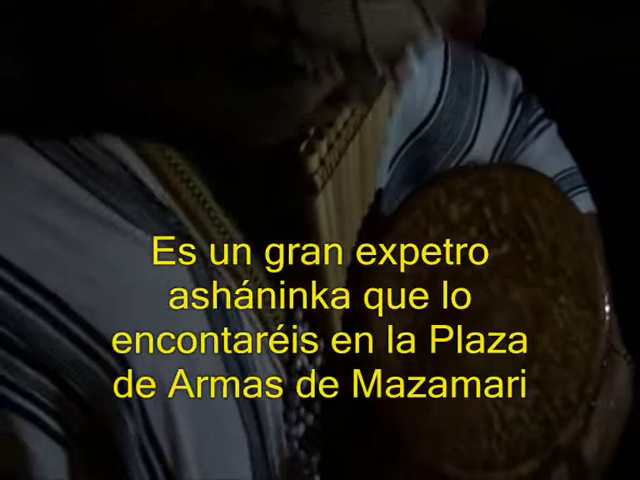 Es un gran expetro
asháninka que lo
encontaréis en la Plaza
de Armas de Mazamari